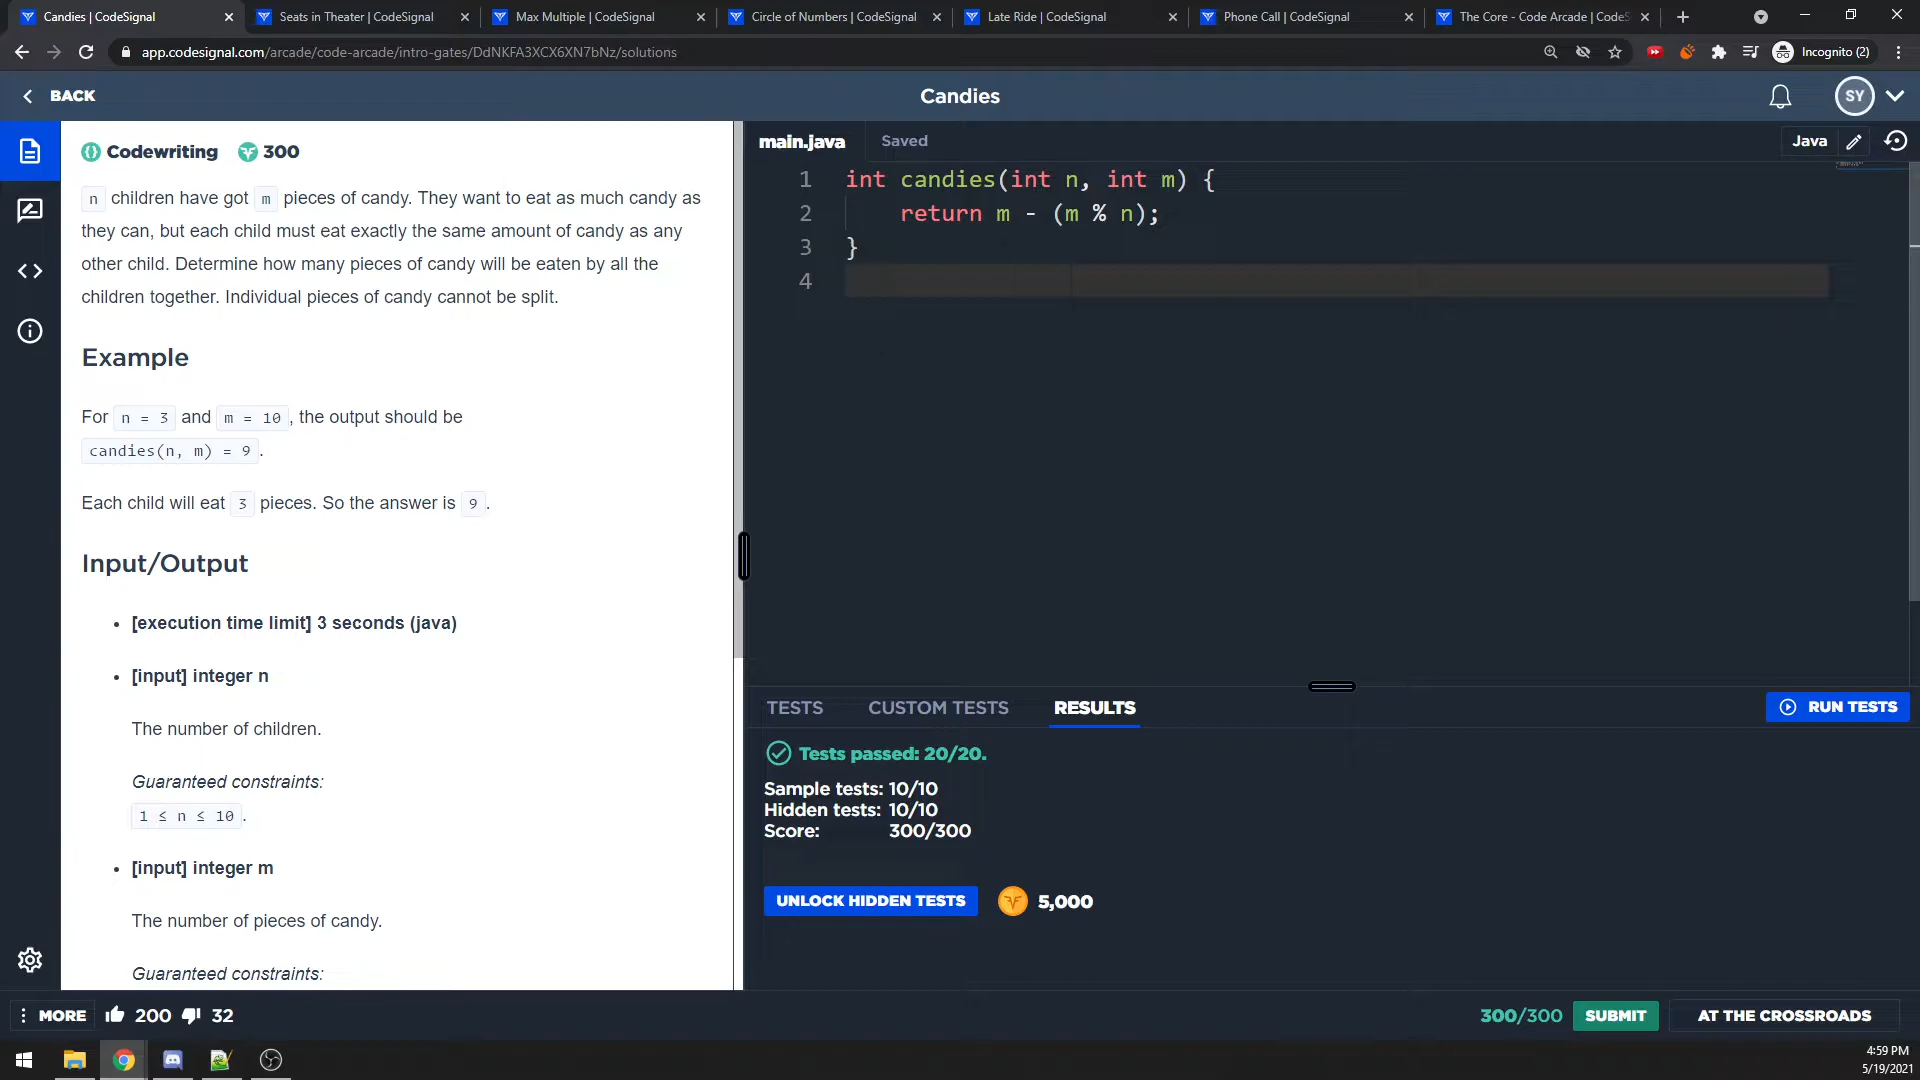 Candies | CodeSignal
Seats in Theater | CodeSignal
Max Multiple | CodeSignal
Circle of Numbers | CodeSignal
Late Ride | CodeSignal
Phone Call | CodeSignal
The Core - Code Arcade | CodeS
app.codesignal.com/arcade/code-arcade/intro-gates/DdNKFA3XCX6XN7bNz/solutions
Incognito (2)
BACK
Candies
SY
Codewriting 300
n children have got m pieces of candy. They want to eat as much candy as
they can, but each child must eat exactly the same amount of candy as any
other child. Determine how many pieces of candy will be eaten by all the
children together. Individual pieces of candy cannot be split.
Example
For n = 3 and m = 10, the output should be
candies(n, m) = 9.
Each child will eat 3 pieces. So the answer is 9.
Input/Output
• [execution time limit] 3 seconds (java)
• [input] integer n
The number of children.
Guaranteed constraints:
1 ≤ n ≤ 10.
• [input] integer m
The number of pieces of candy.
Guaranteed constraints:
main.java
Saved
Java
1 int candies(int n, int m) {
2 return m - (m % n);
3 }
4
TESTS
CUSTOM TESTS
RESULTS
RUN TESTS
Tests passed: 20/20.
Sample tests: 10/10
Hidden tests: 10/10
Score: 300/300
UNLOCK HIDDEN TESTS
5,000
MORE
200
32
300/300
SUBMIT
AT THE CROSSROADS
4:59 PM
5/19/2021